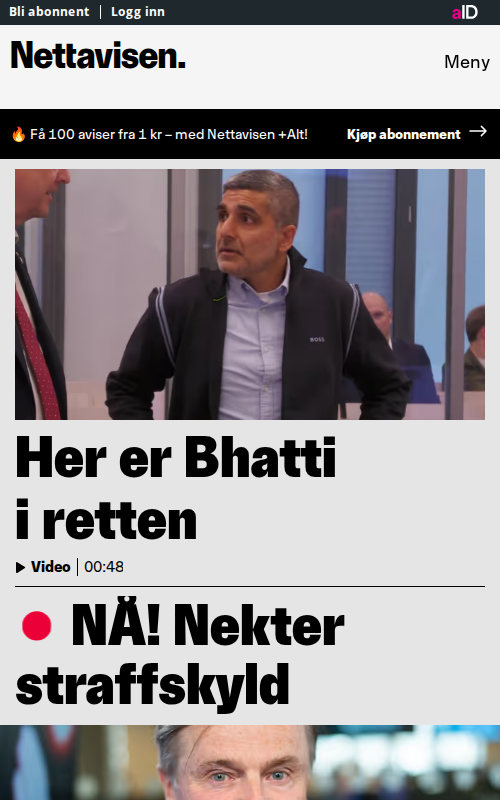 Bli abonnent | Logg inn
aID
Nettavisen.
Meny
🔥 Få 100 aviser fra 1 kr – med Nettavisen +Alt!
Kjøp abonnement →
BOSS
Her er Bhatti
i retten
Video | 00:48
NÅ! Nekter
straffskyld